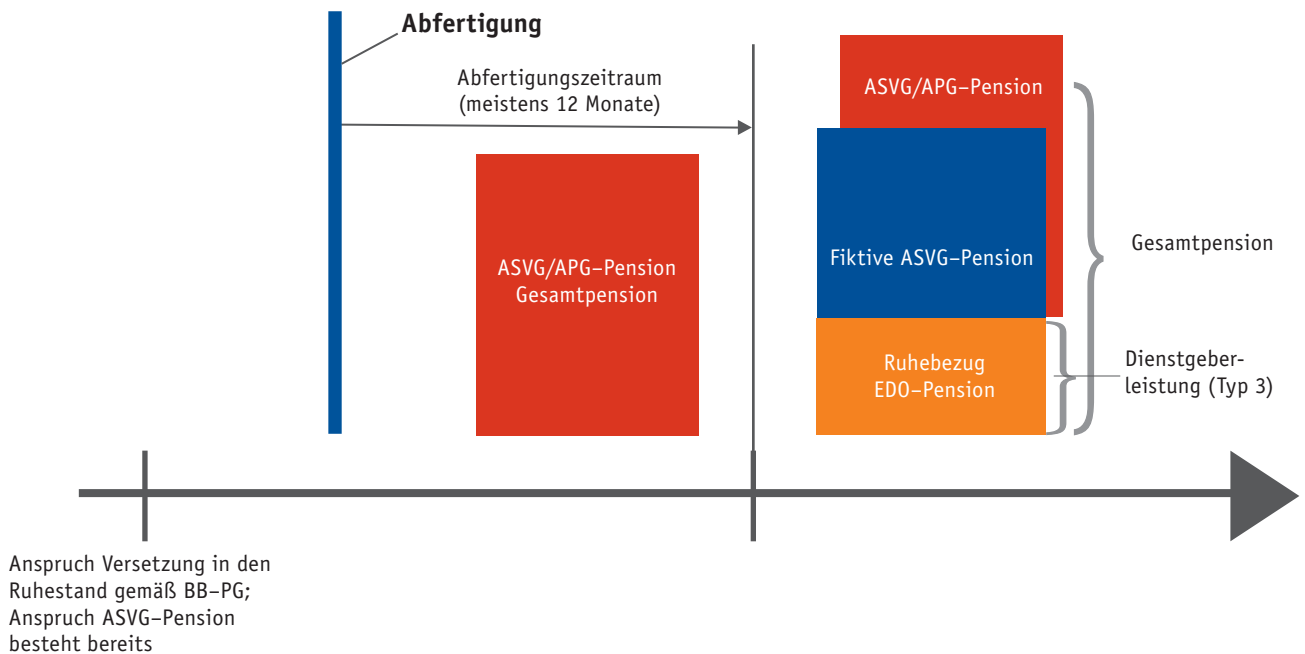 Abfertigung
Abfertigungszeitraum
(meistens 12 Monate)
ASVG/APG–Pension
Gesamtpension
ASVG/APG–Pension
Fiktive ASVG–Pension
Ruhebezug
EDO–Pension
Gesamtpension
Dienstgeber-
leistung (Typ 3)
Anspruch Versetzung in den
Ruhestand gemäß BB–PG;
Anspruch ASVG–Pension
besteht bereits